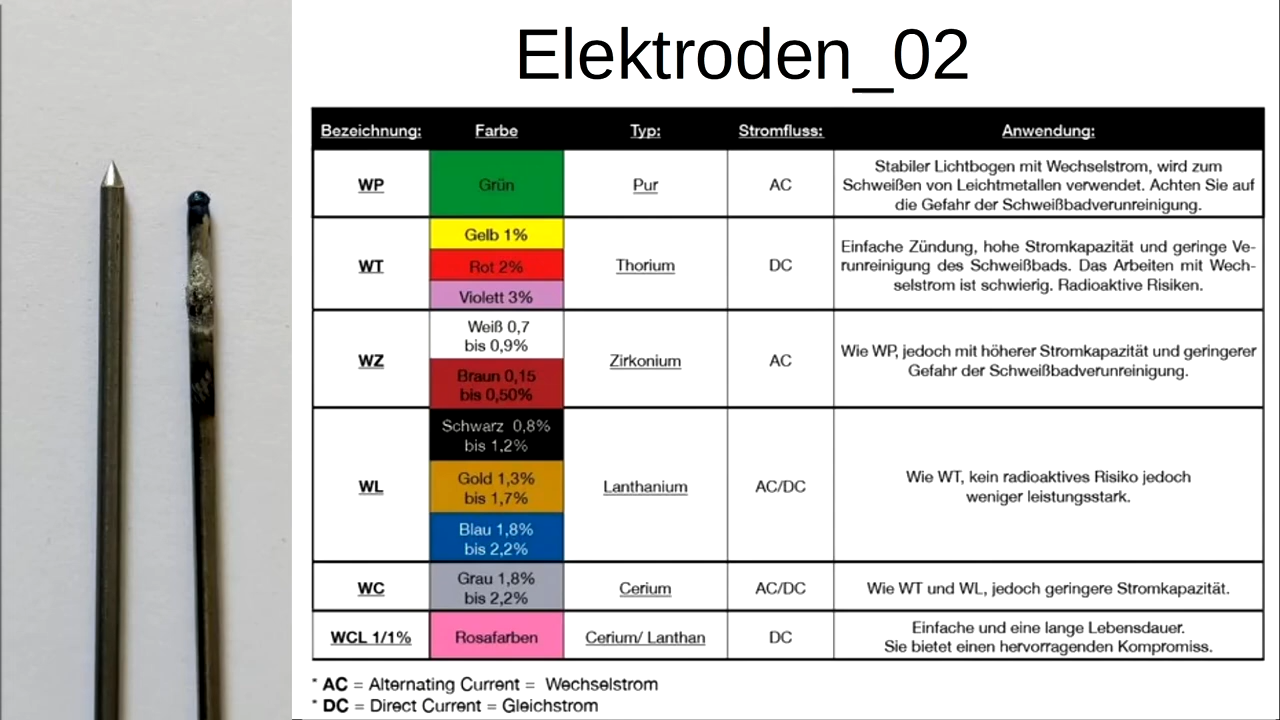 Elektroden_02
Bezeichnung: Farbe Typ: Stromfluss: Anwendung:
WP Grün Pur AC
Stabiler Lichtbogen mit Wechselstrom, wird zum
Schweißen von Leichtmetallen verwendet. Achten Sie auf
die Gefahr der Schweißbadverunreinigung.
WT
Gelb 1%
Rot 2%
Violett 3%
Thorium DC
Einfache Zündung, hohe Stromkapazität und geringe Ve-
runreinigung des Schweißbads. Das Arbeiten mit Wech-
selstrom ist schwierig. Radioaktive Risiken.
WZ
Weiß 0,7
bis 0,9%
Braun 0,15
bis 0,50%
Zirkonium AC
Wie WP, jedoch mit höherer Stromkapazität und geringerer
Gefahr der Schweißbadverunreinigung.
WL
Schwarz 0,8%
bis 1,2%
Gold 1,3%
bis 1,7%
Blau 1,8%
bis 2,2%
Lanthanium AC/DC
Wie WT, kein radioaktives Risiko jedoch
weniger leistungsstark.
WC
Grau 1,8%
bis 2,2%
Cerium AC/DC
Wie WT und WL, jedoch geringere Stromkapazität.
WCL 1/1% Rosafarben Cerium/ Lanthan DC
Einfache und eine lange Lebensdauer.
Sie bietet einen hervorragenden Kompromiss.
* AC = Alternating Current = Wechselstrom
* DC = Direct Current = Gleichstrom